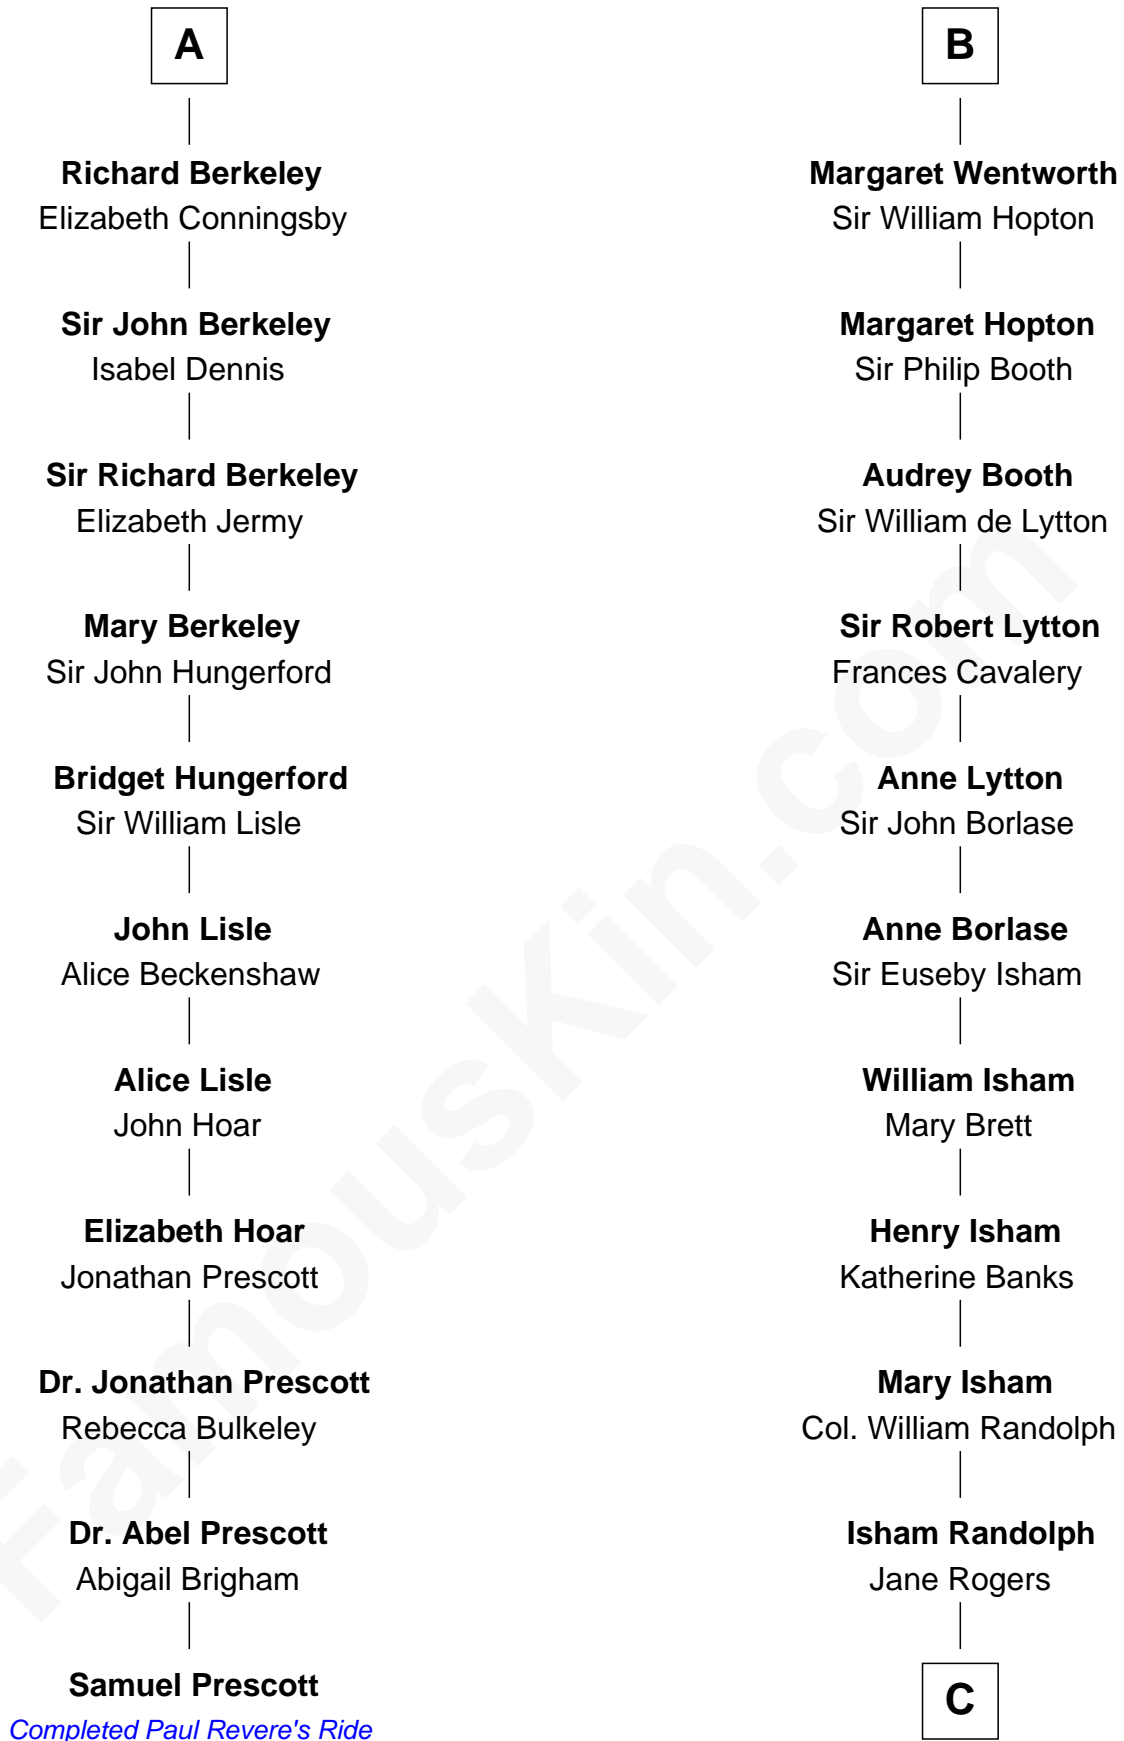 A
Richard Berkeley
Elizabeth Conningsby
Sir John Berkeley
Isabel Dennis
Sir Richard Berkeley
Elizabeth Jermy
Mary Berkeley
Sir John Hungerford
Bridget Hungerford
Sir William Lisle
John Lisle
Alice Beckenshaw
Alice Lisle
John Hoar
Elizabeth Hoar
Jonathan Prescott
Dr. Jonathan Prescott
Rebecca Bulkeley
Dr. Abel Prescott
Abigail Brigham
Samuel Prescott
Completed Paul Revere's Ride
B
Margaret Wentworth
Sir William Hopton
Margaret Hopton
Sir Philip Booth
Audrey Booth
Sir William de Lytton
Sir Robert Lytton
Frances Cavalery
Anne Lytton
Sir John Borlase
Anne Borlase
Sir Euseby Isham
William Isham
Mary Brett
Henry Isham
Katherine Banks
Mary Isham
Col. William Randolph
Isham Randolph
Jane Rogers
C
FamousKin.com